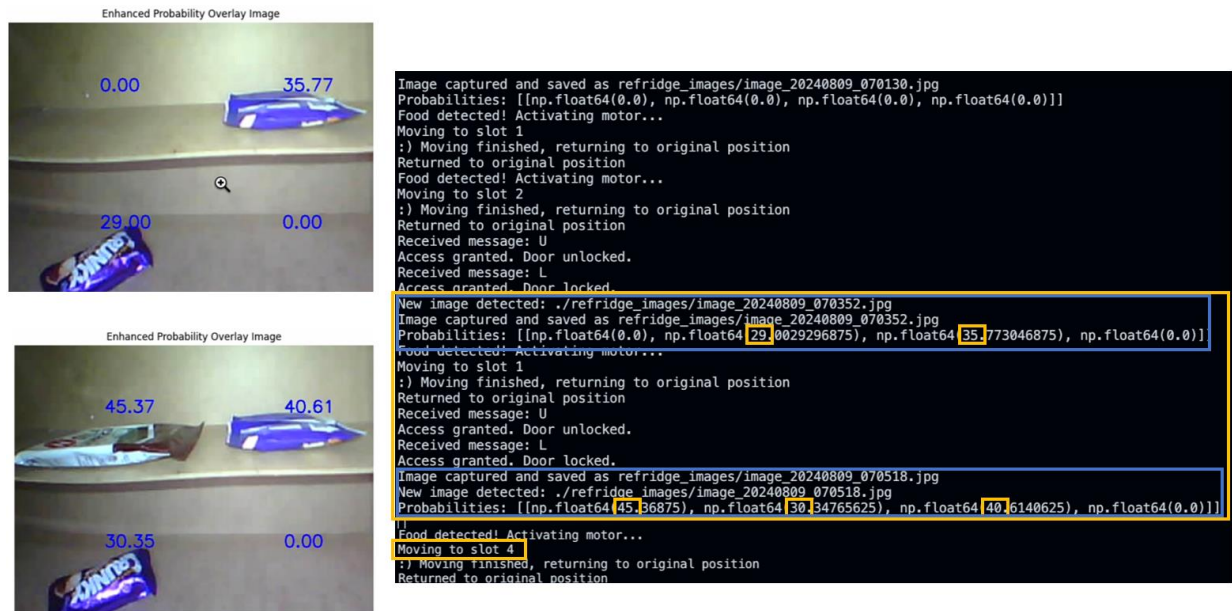 Enhanced Probability Overlay Image
0.00 35.77
29.00 0.00
CRUNKY
Enhanced Probability Overlay Image
45.37 40.61
30.35 0.00
CRUNKY
Image captured and saved as refridge_images/image_20240809_070130.jpg
Probabilities: [[np.float64(0.0), np.float64(0.0), np.float64(0.0), np.float64(0.0)]]
Food detected! Activating motor...
Moving to slot 1
:) Moving finished, returning to original position
Returned to original position
Food detected! Activating motor...
Moving to slot 2
:) Moving finished, returning to original position
Returned to original position
Received message: U
Access granted. Door unlocked.
Received message: L
Access granted. Door locked.
New image detected: ./refridge_images/image_20240809_070352.jpg
Image captured and saved as refridge_images/image_20240809_070352.jpg
Probabilities: [[np.float64(0.0), np.float64(29.0029296875), np.float64(35.773046875), np.float64(0.0)]]
Food detected! Activating motor...
Moving to slot 1
:) Moving finished, returning to original position
Returned to original position
Received message: U
Access granted. Door unlocked.
Received message: L
Access granted. Door locked.
Image captured and saved as refridge_images/image_20240809_070518.jpg
New image detected: ./refridge_images/image_20240809_070518.jpg
Probabilities: [[np.float64(45.36875), np.float64(30.34765625), np.float64(40.6140625), np.float64(0.0)]]
[]
Food detected! Activating motor...
Moving to slot 4
:) Moving finished, returning to original position
Returned to original position